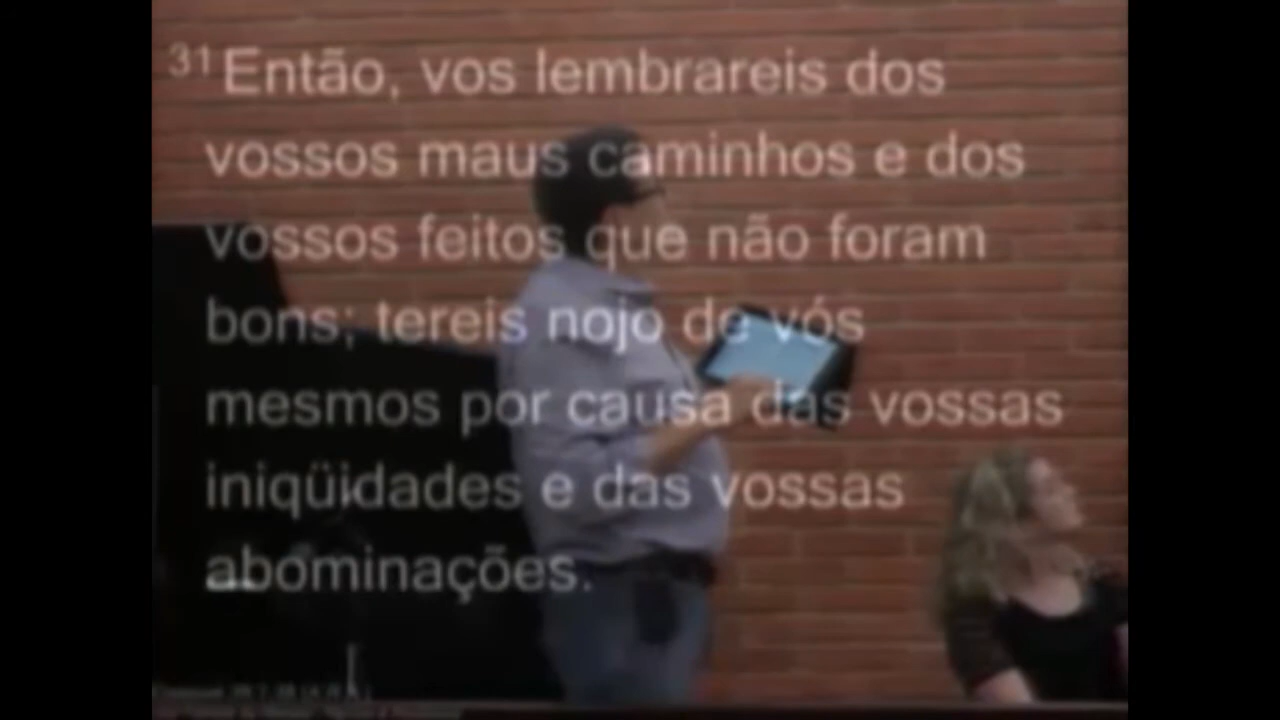 31 Então, vos lembrareis dos
vossos maus caminhos e dos
vossos feitos que não foram
bons; tereis nojo de vós
mesmos por causa das vossas
iniqüidades e das vossas
abominações.